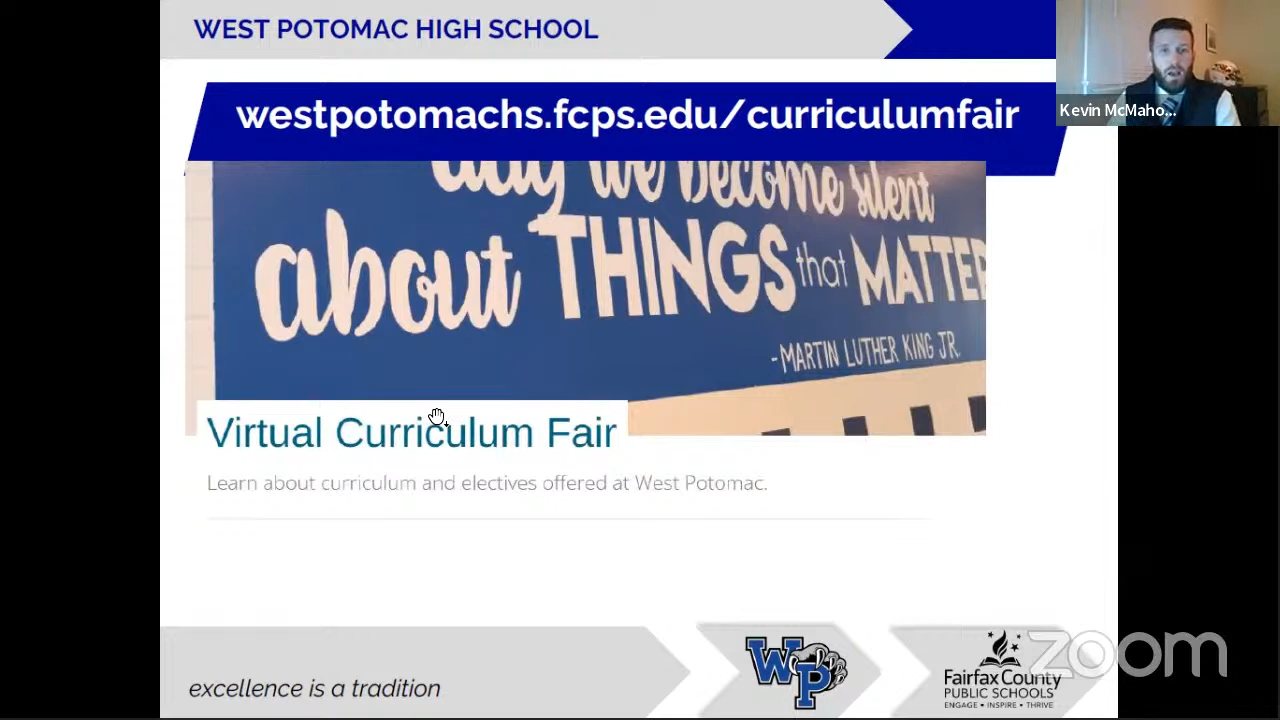 WEST POTOMAC HIGH SCHOOL
westpotomachs.fcps.edu/curriculumfair
Kevin McMaho...
day we become silent
about THINGS that MATTER
-MARTIN LUTHER KING JR.
Virtual Curriculum Fair
Learn about curriculum and electives offered at West Potomac.
excellence is a tradition
WP
Fairfax County
PUBLIC SCHOOLS
ENGAGE • INSPIRE • THRIVE
zoom